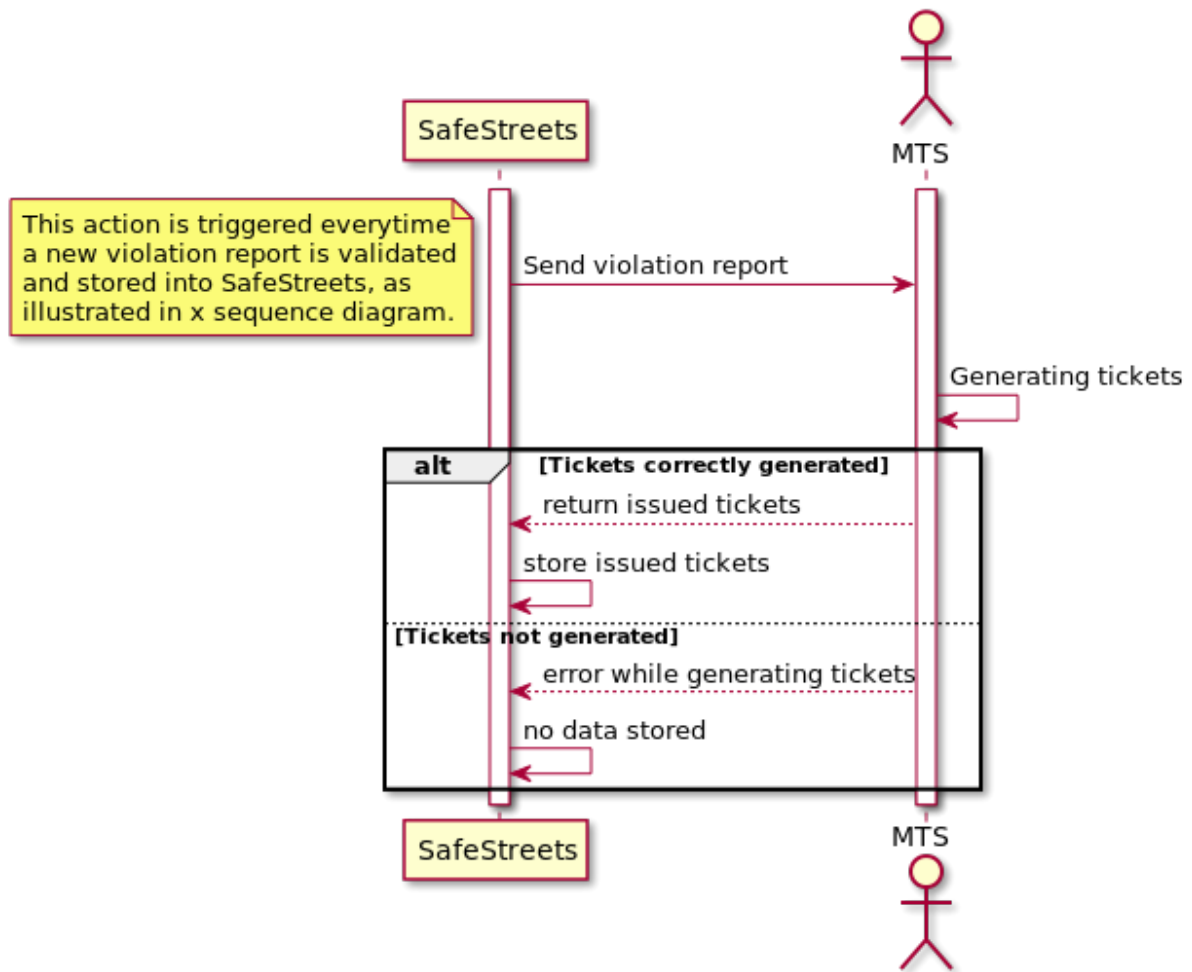 SafeStreets
MTS
This action is triggered everytime
a new violation report is validated
and stored into SafeStreets, as
illustrated in x sequence diagram.
Send violation report
Generating tickets
alt
[Tickets correctly generated]
return issued tickets
store issued tickets
[Tickets not generated]
error while generating tickets
no data stored
SafeStreets
MTS